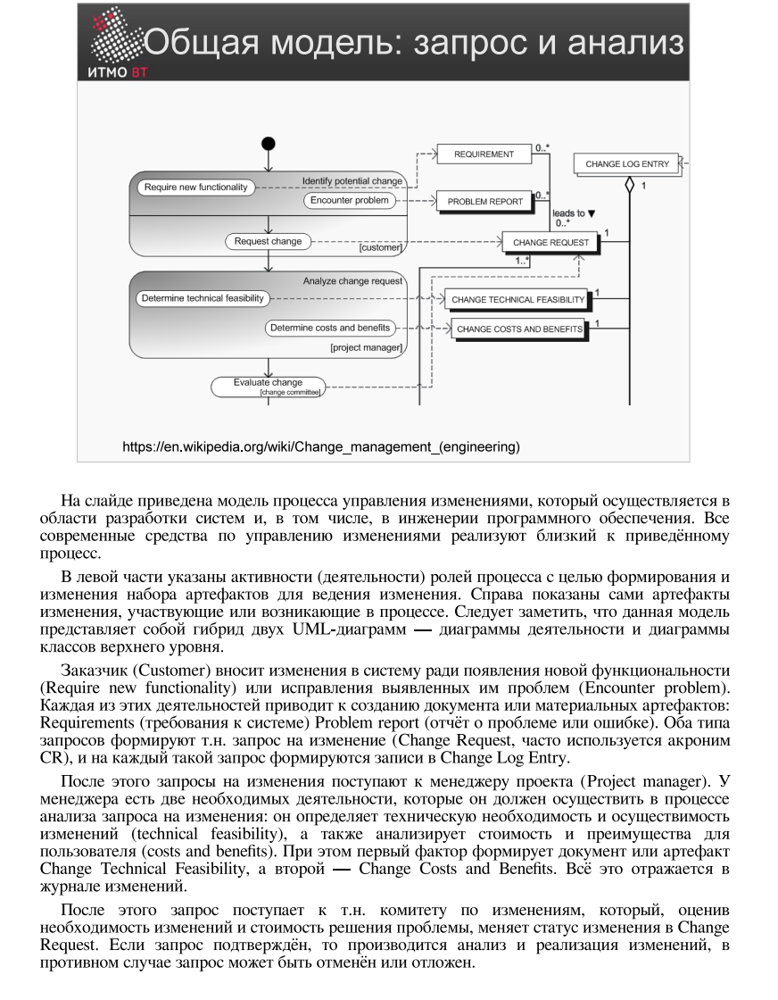 Общая модель: запрос и анализ
ИТМО ВТ
REQUIREMENT
0..*
CHANGE LOG ENTRY
Identify potential change
Require new functionality
1
Encounter problem
PROBLEM REPORT
0..*
leads to ▼
0..*
Request change
CHANGE REQUEST
1
[customer]
1..*
Analyze change request
Determine technical feasibility
CHANGE TECHNICAL FEASIBILITY
1
Determine costs and benefits
CHANGE COSTS AND BENEFITS
1
[project manager]
Evaluate change
[change committee]
https://en.wikipedia.org/wiki/Change_management_(engineering)
На слайде приведена модель процесса управления изменениями, который осуществляется в
области разработки систем и, в том числе, в инженерии программного обеспечения. Все
современные средства по управлению изменениями реализуют близкий к приведённому
процесс.
В левой части указаны активности (деятельности) ролей процесса с целью формирования и
изменения набора артефактов для ведения изменения. Справа показаны сами артефакты
изменения, участвующие или возникающие в процессе. Следует заметить, что данная модель
представляет собой гибрид двух UML-диаграмм — диаграммы деятельности и диаграммы
классов верхнего уровня.
Заказчик (Customer) вносит изменения в систему ради появления новой функциональности
(Require new functionality) или исправления выявленных им проблем (Encounter problem).
Каждая из этих деятельностей приводит к созданию документа или материальных артефактов:
Requirements (требования к системе) Problem report (отчёт о проблеме или ошибке). Оба типа
запросов формируют т.н. запрос на изменение (Change Request, часто используется акроним
CR), и на каждый такой запрос формируются записи в Change Log Entry.
После этого запросы на изменения поступают к менеджеру проекта (Project manager). У
менеджера есть две необходимых деятельности, которые он должен осуществить в процессе
анализа запроса на изменения: он определяет техническую необходимость и осуществимость
изменений (technical feasibility), а также анализирует стоимость и преимущества для
пользователя (costs and benefits). При этом первый фактор формирует документ или артефакт
Change Technical Feasibility, а второй — Change Costs and Benefits. Всё это отражается в
журнале изменений.
После этого запрос поступает к т.н. комитету по изменениям, который, оценив
необходимость изменений и стоимость решения проблемы, меняет статус изменения в Change
Request. Если запрос подтверждён, то производится анализ и реализация изменений, в
противном случае запрос может быть отменён или отложен.